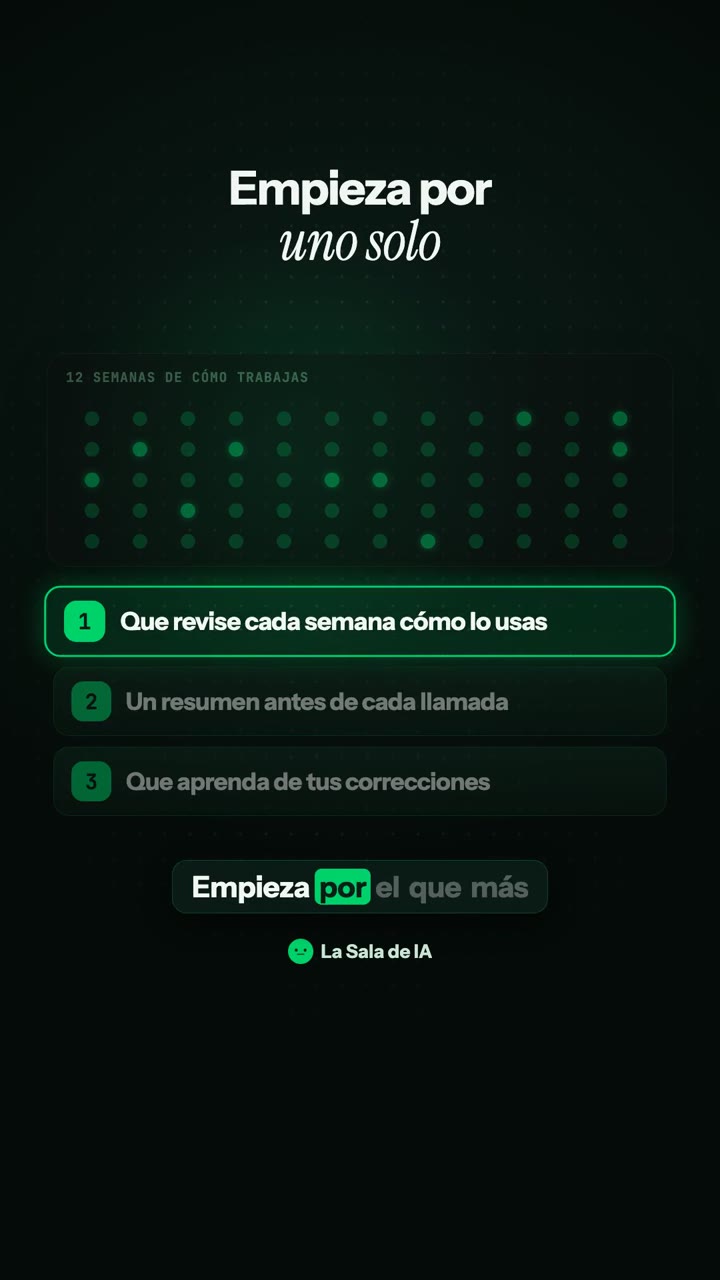 Empieza por
uno solo
12 SEMANAS DE CÓMO TRABAJAS
1 Que revise cada semana cómo lo usas
2 Un resumen antes de cada llamada
3 Que aprenda de tus correcciones
Empieza por el que más
La Sala de IA